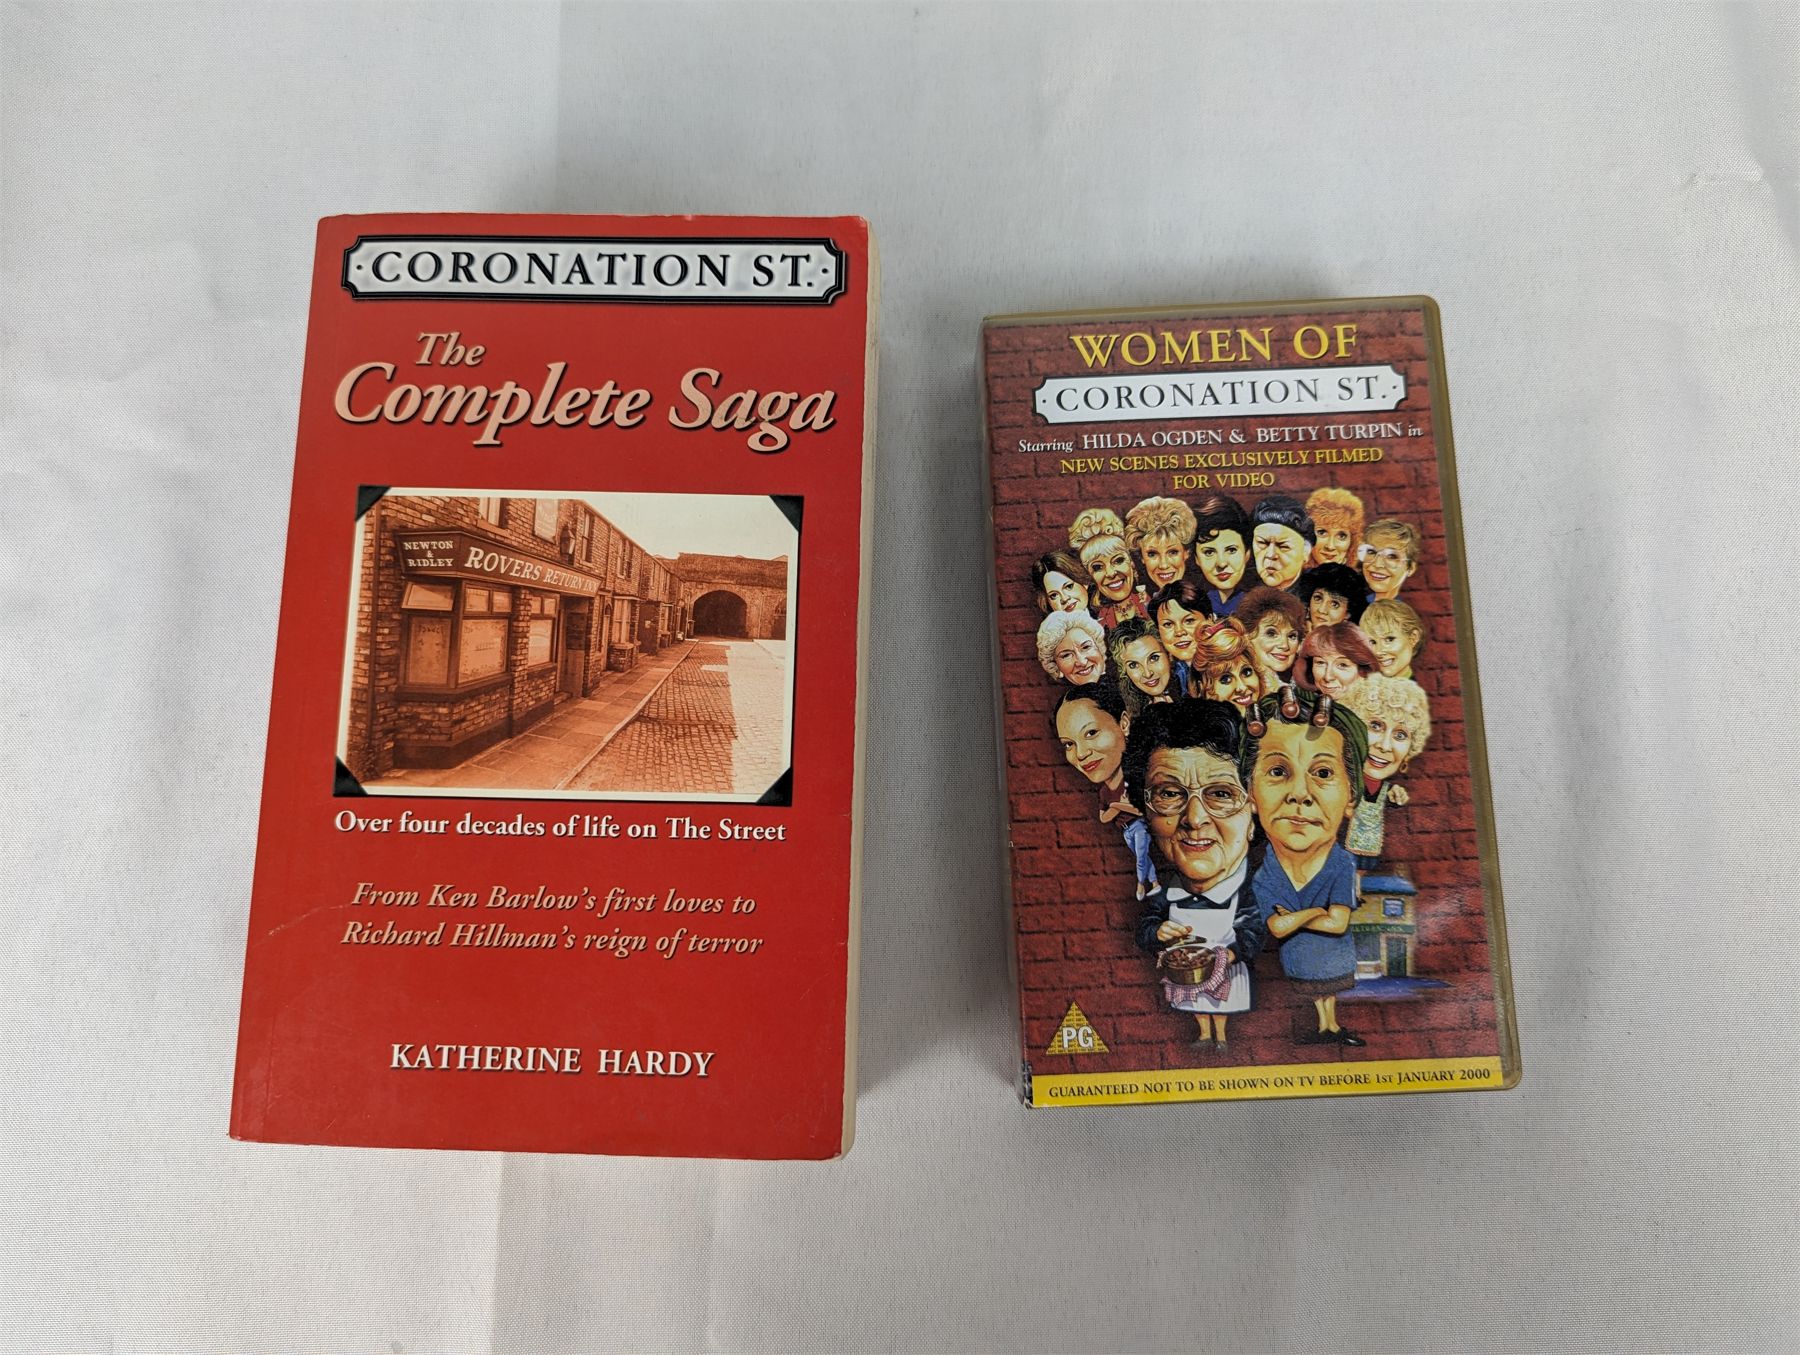 CORONATION ST.
The
Complete Saga
NEWTON
&
RIDLEY
ROVERS RETURN INN
Over four decades of life on The Street
From Ken Barlow's first loves to
Richard Hillman's reign of terror
KATHERINE HARDY
WOMEN OF
CORONATION ST.
Starring HILDA OGDEN & BETTY TURPIN in
NEW SCENES EXCLUSIVELY FILMED
FOR VIDEO
RETURN INN
PG
GUARANTEED NOT TO BE SHOWN ON TV BEFORE 1ST JANUARY 2000